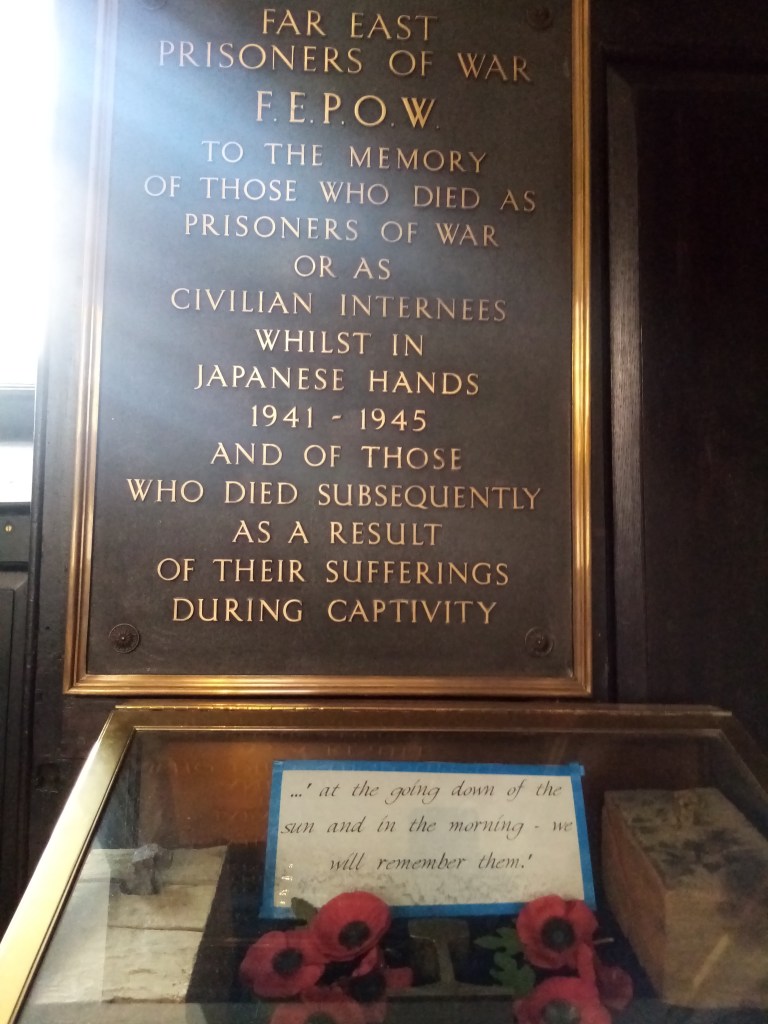 FAR EAST
PRISONERS OF WAR
F.E.P.O.W.
TO THE MEMORY
OF THOSE WHO DIED AS
PRISONERS OF WAR
OR AS
CIVILIAN INTERNEES
WHILST IN
JAPANESE HANDS
1941 - 1945
AND OF THOSE
WHO DIED SUBSEQUENTLY
AS A RESULT
OF THEIR SUFFERINGS
DURING CAPTIVITY
...' at the going down of the
sun and in the morning - we
will remember them.'